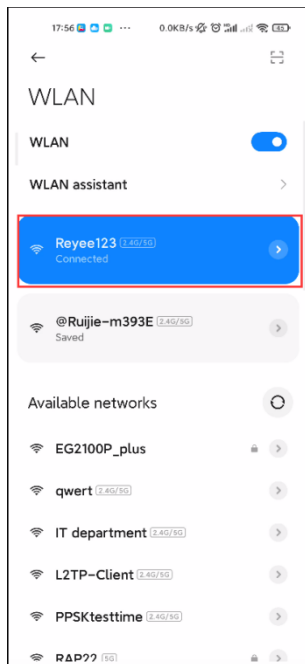 17:56 ... 0.0KB/s 43
WLAN
WLAN
WLAN assistant
Reyee123 2.4G/5G
Connected
@Ruijie-m393E 2.4G/5G
Saved
Available networks
EG2100P_plus
qwert 2.4G/5G
IT department 2.4G/5G
L2TP-Client 2.4G/5G
PPSKtesttime 2.4G/5G
RAP22 5G